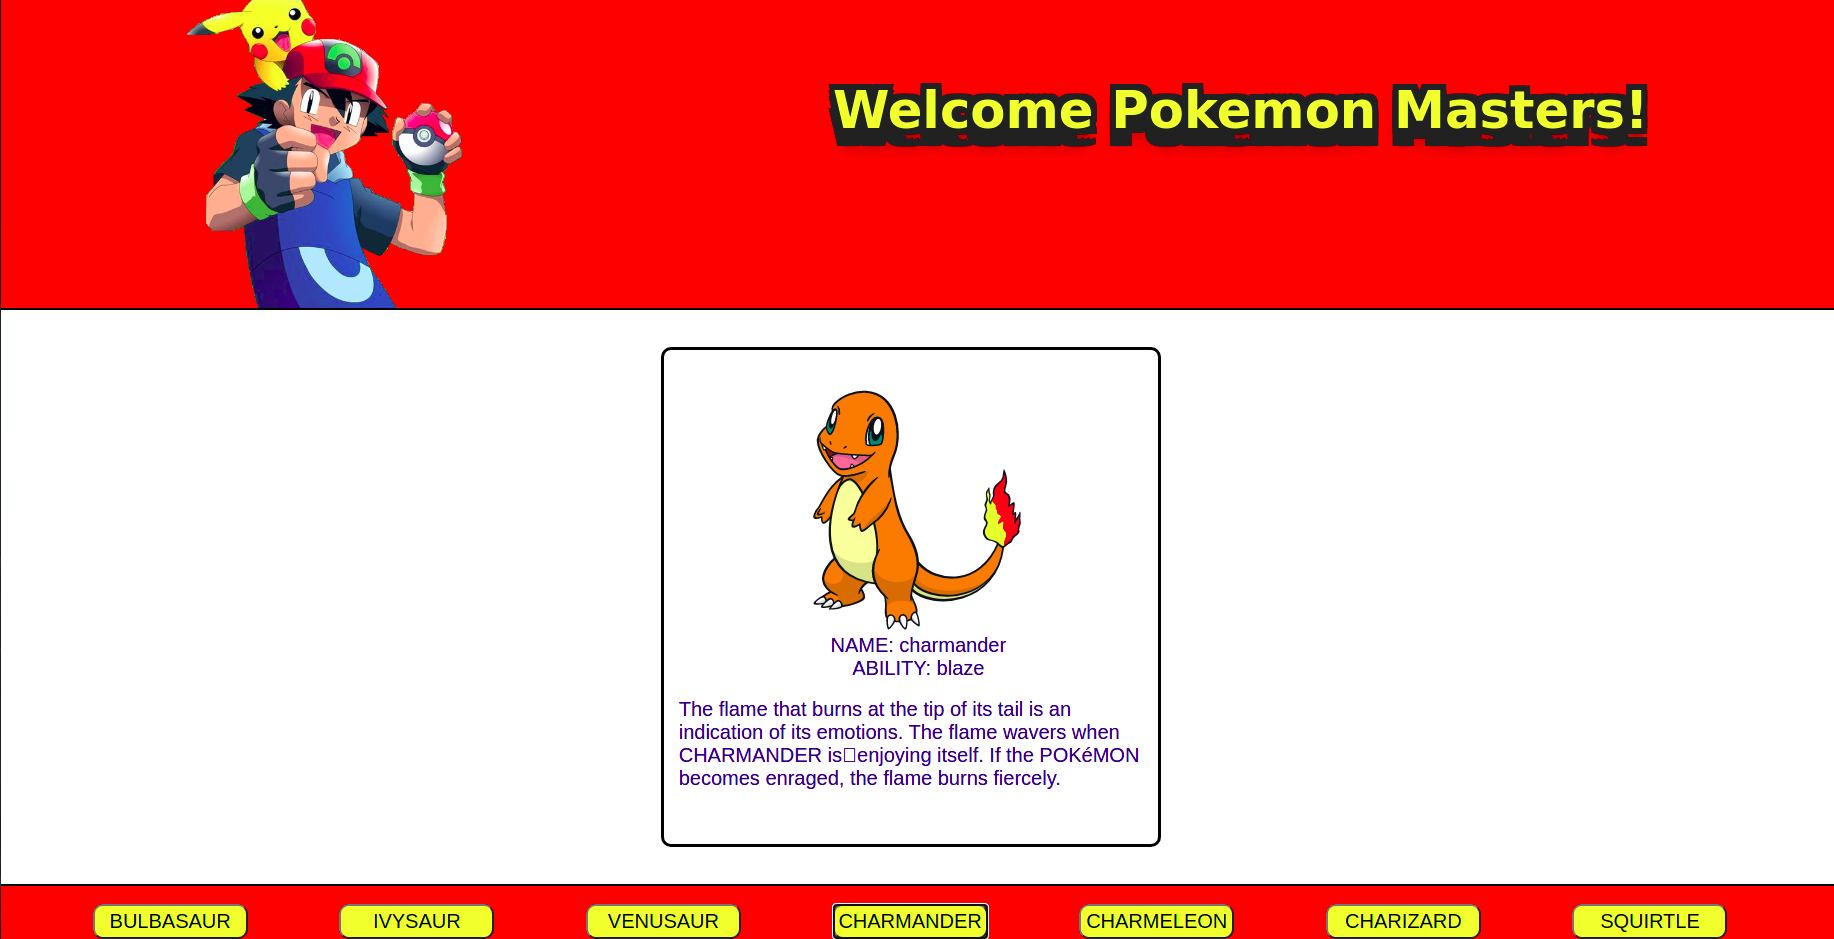 Welcome Pokemon Masters!
NAME: charmander
ABILITY: blaze
The flame that burns at the tip of its tail is an
indication of its emotions. The flame wavers when
CHARMANDER is□enjoying itself. If the POKéMON
becomes enraged, the flame burns fiercely.
BULBASAUR IVYSAUR VENUSAUR CHARMANDER CHARMELEON CHARIZARD SQUIRTLE